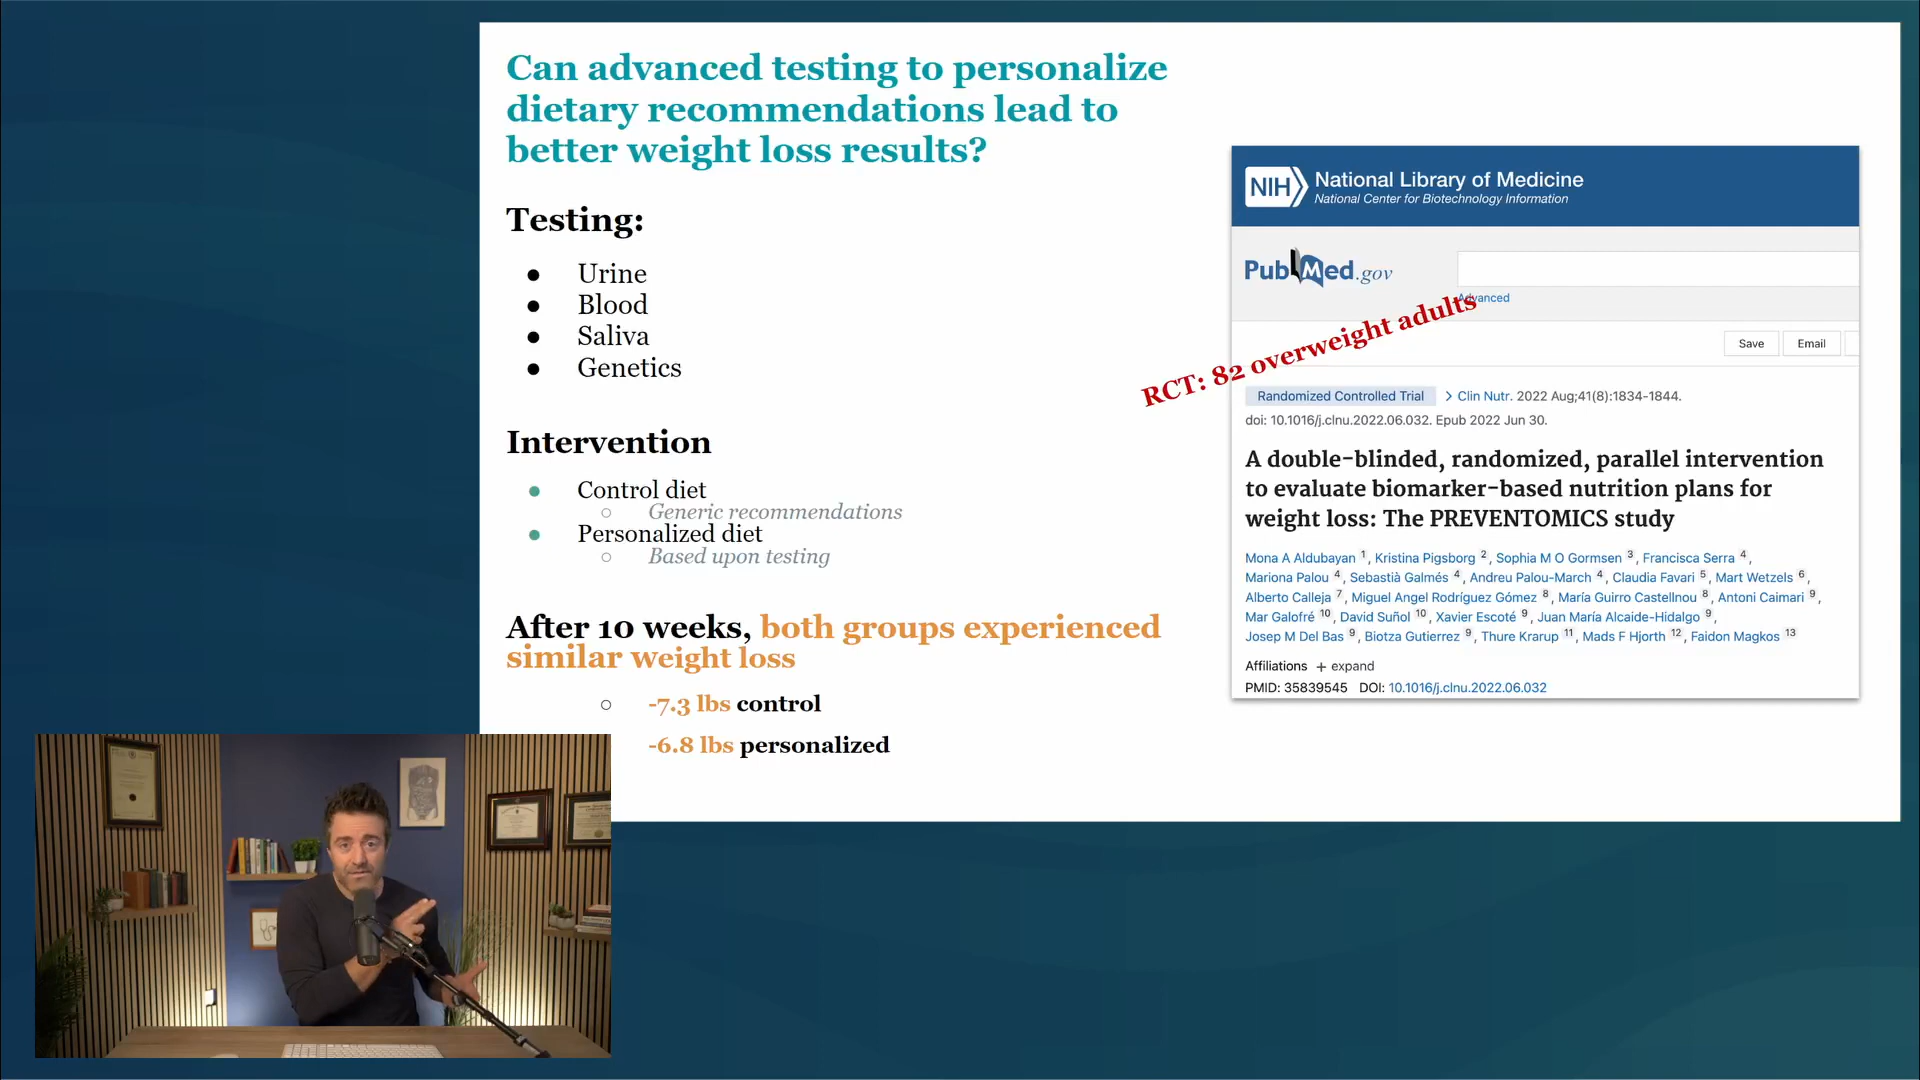 Can advanced testing to personalize
dietary recommendations lead to
better weight loss results?
Testing:
● Urine
● Blood
● Saliva
● Genetics
Intervention
● Control diet
○ Generic recommendations
● Personalized diet
○ Based upon testing
After 10 weeks, both groups experienced
similar weight loss
○ -7.3 lbs control
-6.8 lbs personalized
RCT: 82 overweight adults
NIH National Library of Medicine
National Center for Biotechnology Information
PubMed.gov
Advanced
Save Email
Randomized Controlled Trial > Clin Nutr. 2022 Aug;41(8):1834-1844.
doi: 10.1016/j.clnu.2022.06.032. Epub 2022 Jun 30.
A double-blinded, randomized, parallel intervention
to evaluate biomarker-based nutrition plans for
weight loss: The PREVENTOMICS study
Mona A Aldubayan 1, Kristina Pigsborg 2, Sophia M O Gormsen 3, Francisca Serra 4,
Mariona Palou 4, Sebastià Galmés 4, Andreu Palou-March 4, Claudia Favari 5, Mart Wetzels 6,
Alberto Calleja 7, Miguel Angel Rodríguez Gómez 8, María Guirro Castellnou 8, Antoni Caimari 9,
Mar Galofré 10, David Suñol 10, Xavier Escoté 9, Juan María Alcaide-Hidalgo 9,
Josep M Del Bas 9, Biotza Gutierrez 9, Thure Krarup 11, Mads F Hjorth 12, Faidon Magkos 13
Affiliations + expand
PMID: 35839545 DOI: 10.1016/j.clnu.2022.06.032